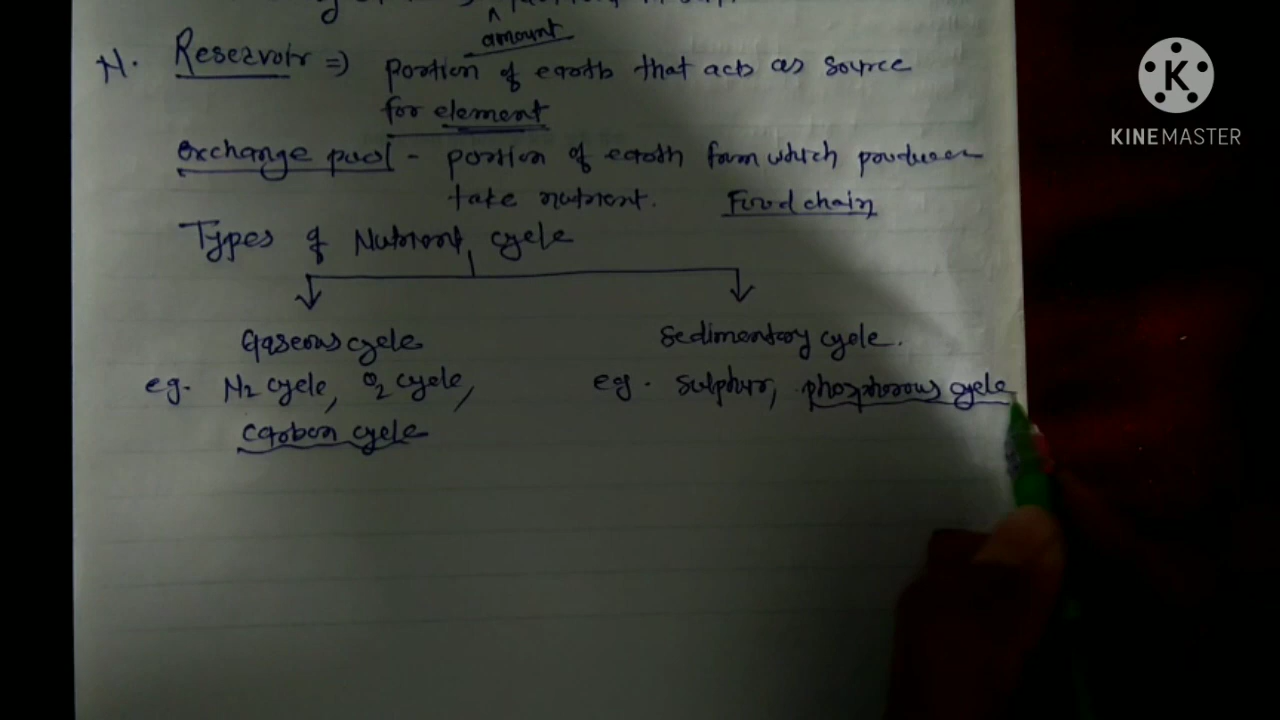 amount
N. Reservoir => portion of earth that acts as source
for element
exchange pool - portion of earth form which producer
take nutrient. Food chain
Types of Nutrient cycle
Gaseous cycle
Sedimentary cycle.
eg. N2 cycle, O2 cycle,
carbon cycle
eg. Sulphur, phosphorous cycle
K
KINEMASTER